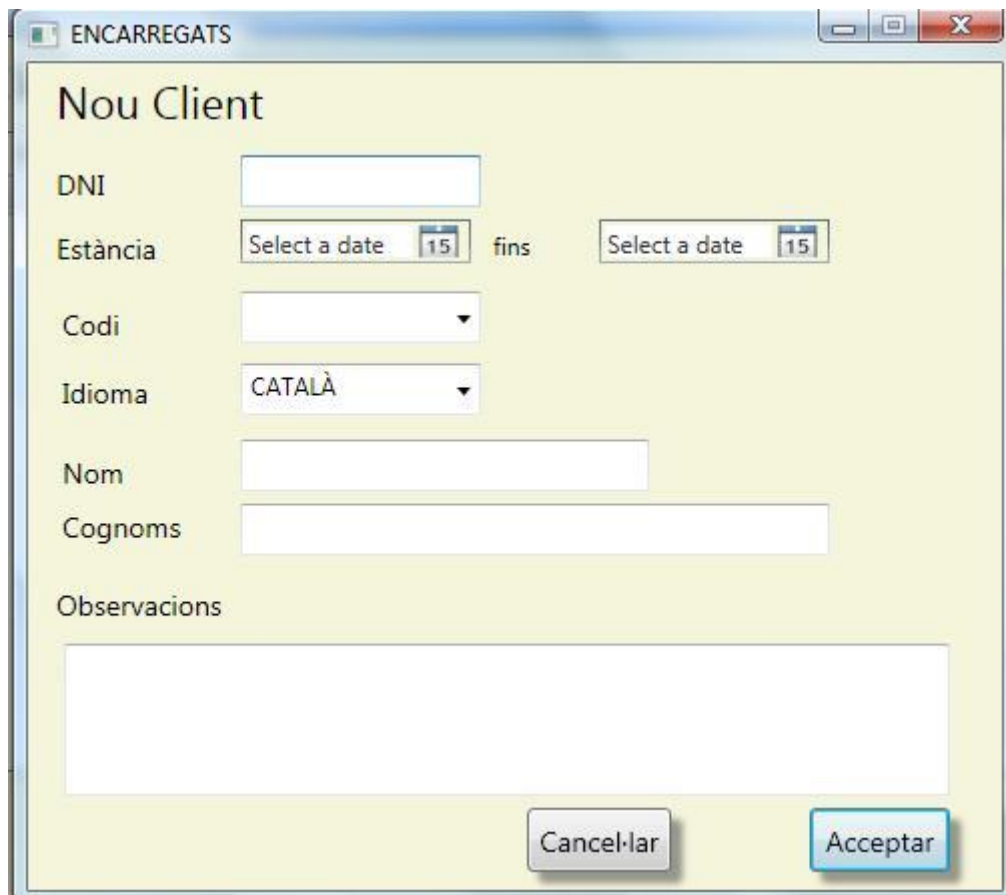 ENCARREGATS
X
Nou Client
DNI
Estància Select a date 15 fins Select a date 15
Codi
Idioma CATALÀ
Nom
Cognoms
Observacions
Cancel·lar Acceptar